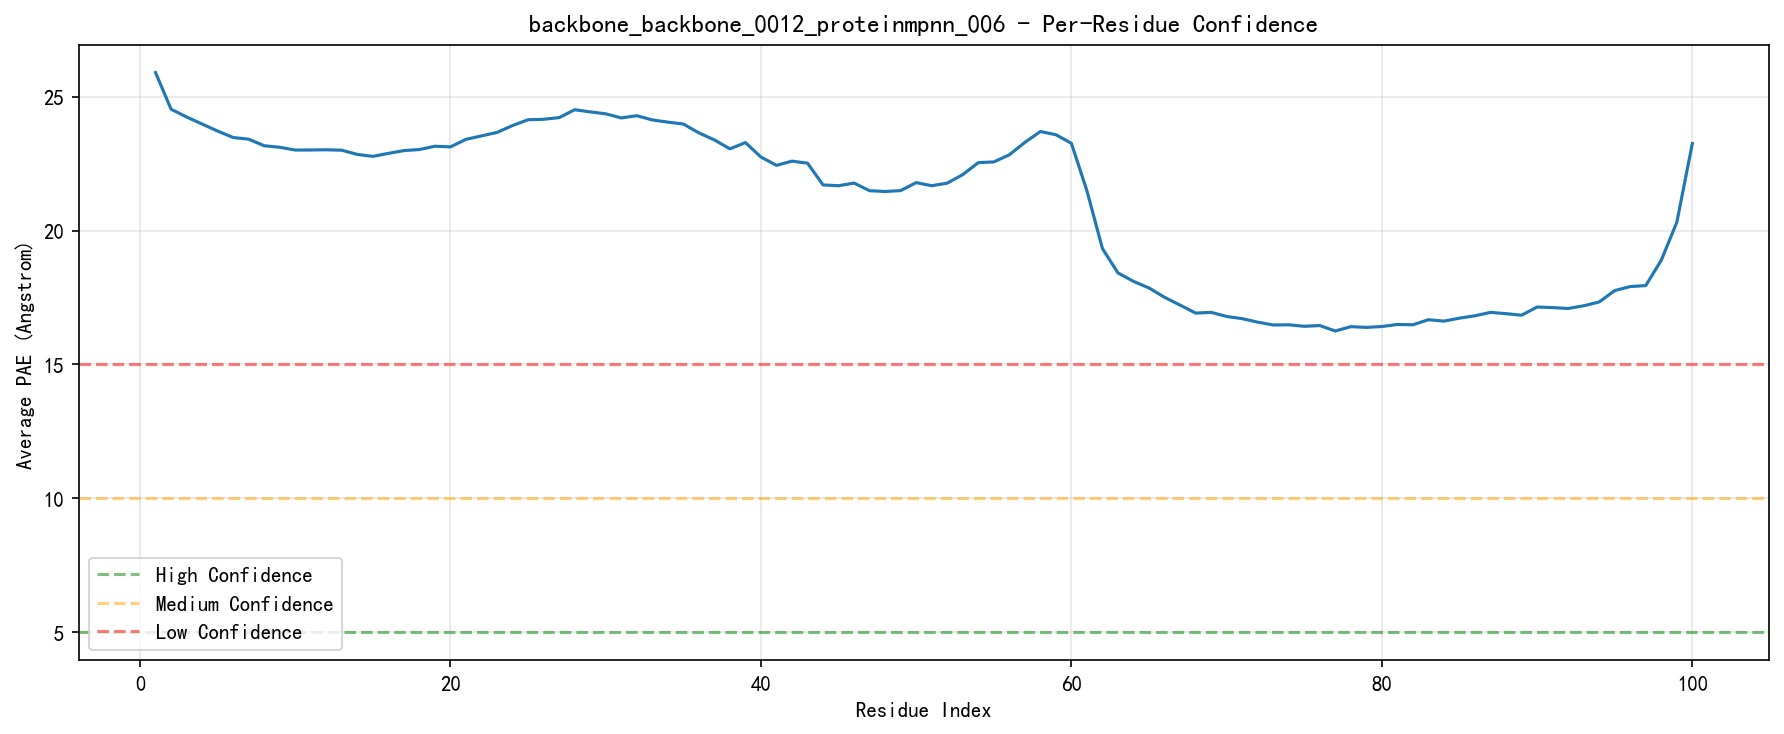 backbone_backbone_0012_proteinmpnn_006 - Per-Residue Confidence
Average PAE (Angstrom)
25
20
15
10
5
High Confidence
Medium Confidence
Low Confidence
0 20 40 60 80 100
Residue Index